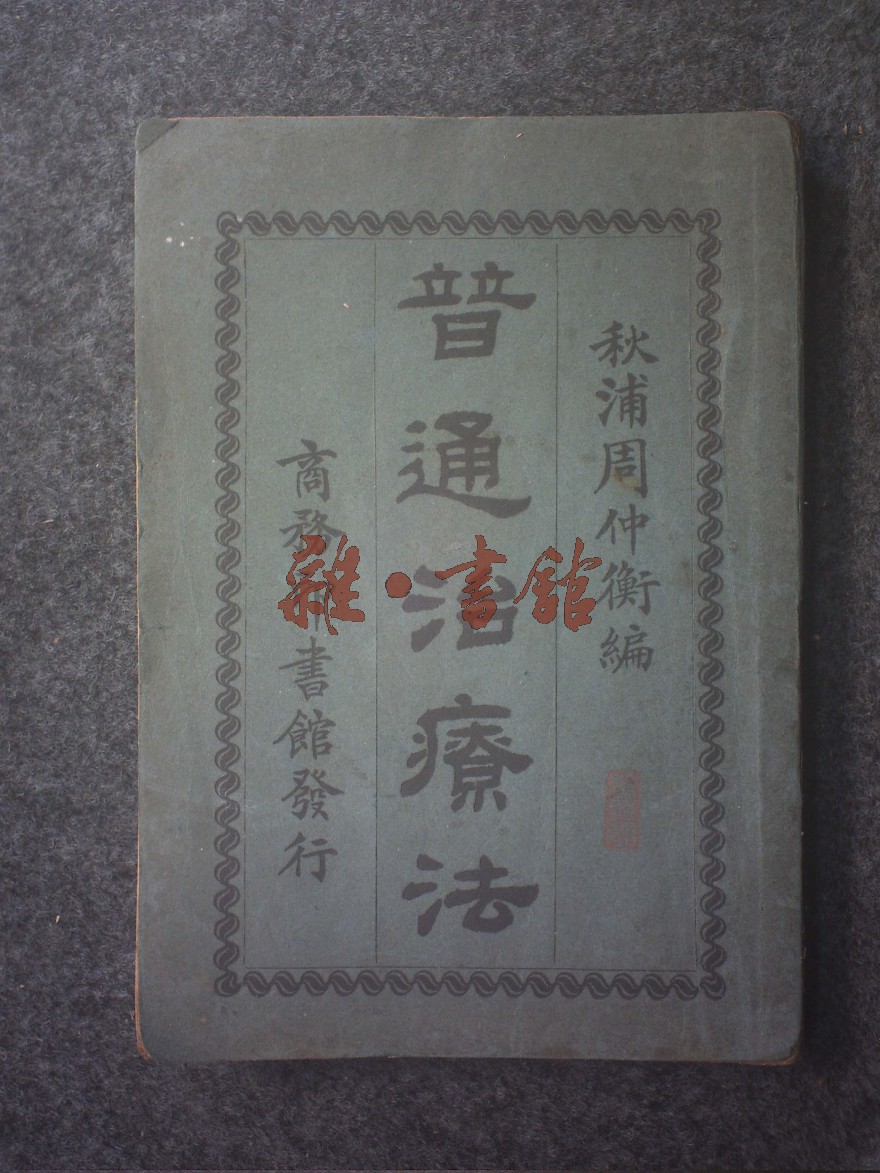 秋浦周仲衡編
普通治療法
商務印書館發行
雜·書館